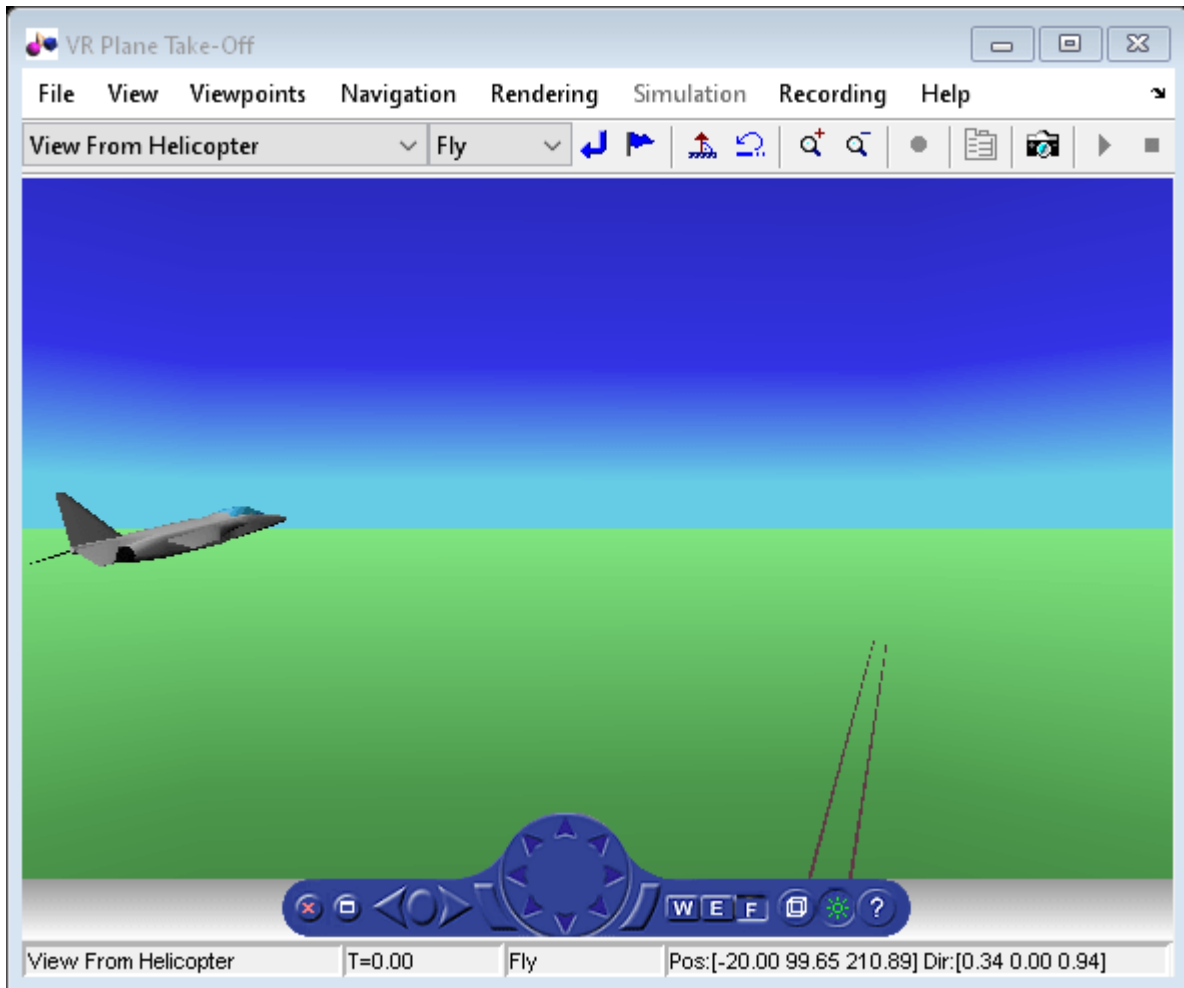 VR Plane Take-Off
File View Viewpoints Navigation Rendering Simulation Recording Help
View From Helicopter Fly
W E F ?
View From Helicopter T=0.00 Fly Pos:[-20.00 99.65 210.89] Dir:[0.34 0.00 0.94]